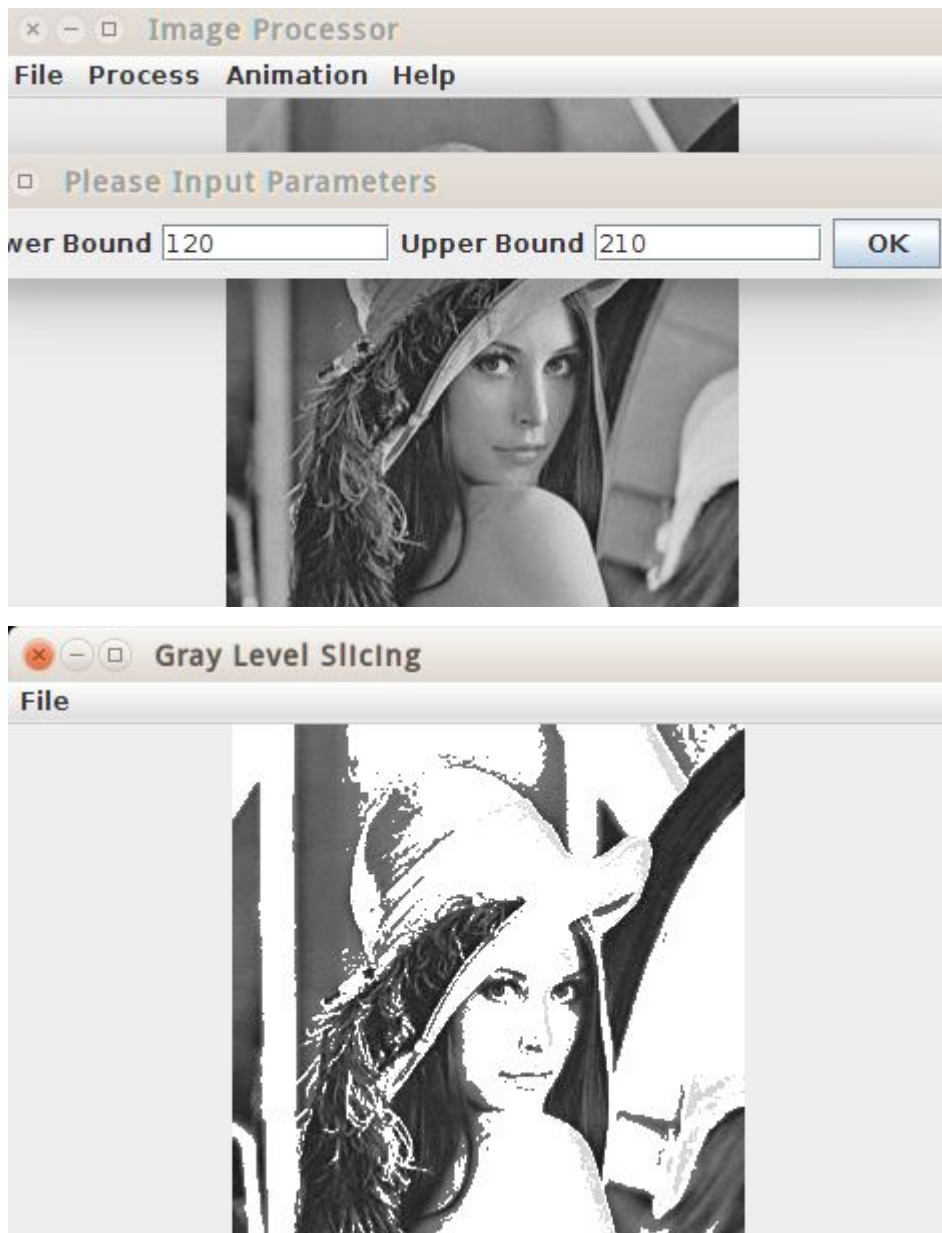 Image Processor
File Process Animation Help
Please Input Parameters
wer Bound 120 Upper Bound 210 OK
Gray Level Slicing
File